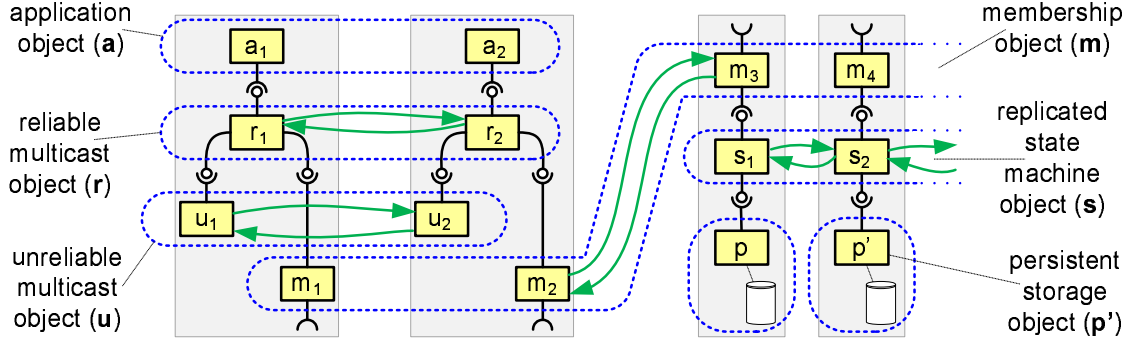 application
object (a)
reliable
multicast
object (r)
unreliable
multicast
object (u)
a1
a2
r1
r2
u1
u2
m1
m2
m3
m4
s1
s2
p
p’
membership
object (m)
replicated
state
machine
object (s)
persistent
storage
object (p’)